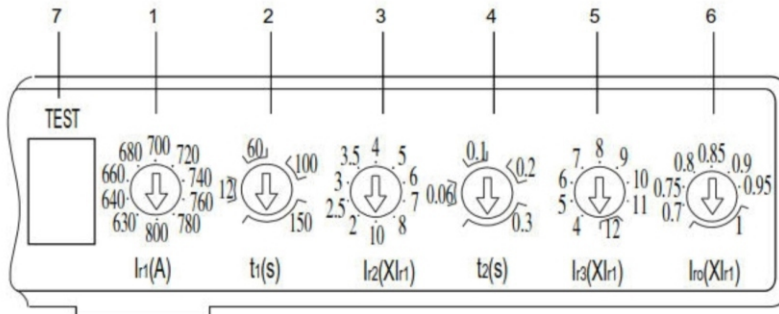 7 1 2 3 4 5 6
TEST
630 640 660 680 700 720 740 760 780 800
12 60 100 150
2 2.5 3 3.5 4 5 6 7 8 10
0.06 0.1 0.2 0.3
4 5 6 7 8 9 10 11 12
0.7 0.75 0.8 0.85 0.9 0.95 1
Ir1(A) t1(s) Ir2(XIr1) t2(s) Ir3(XIr1) Iro(XIr1)